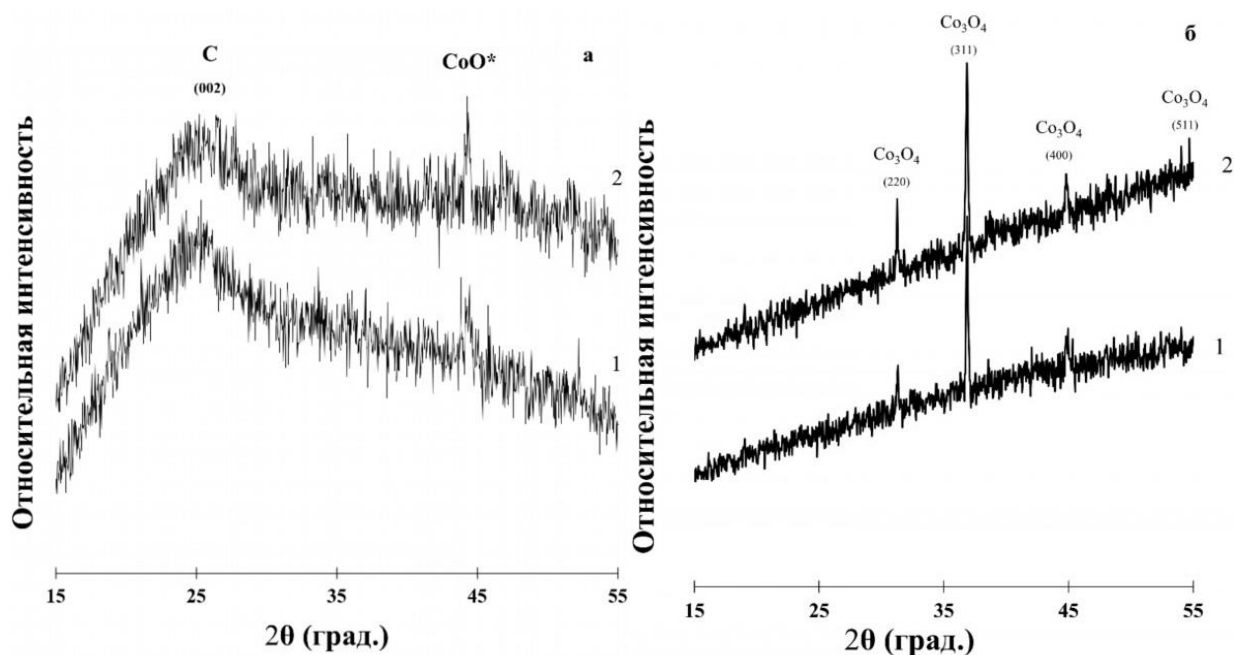 Относительная интенсивность
C
(002)
CoO*
а
2
1
15
25
35
45
55
2θ (град.)
Относительная интенсивность
Co₃O₄
(220)
Co₃O₄
(311)
Co₃O₄
(400)
Co₃O₄
(511)
б
2
1
15
25
35
45
55
2θ (град.)